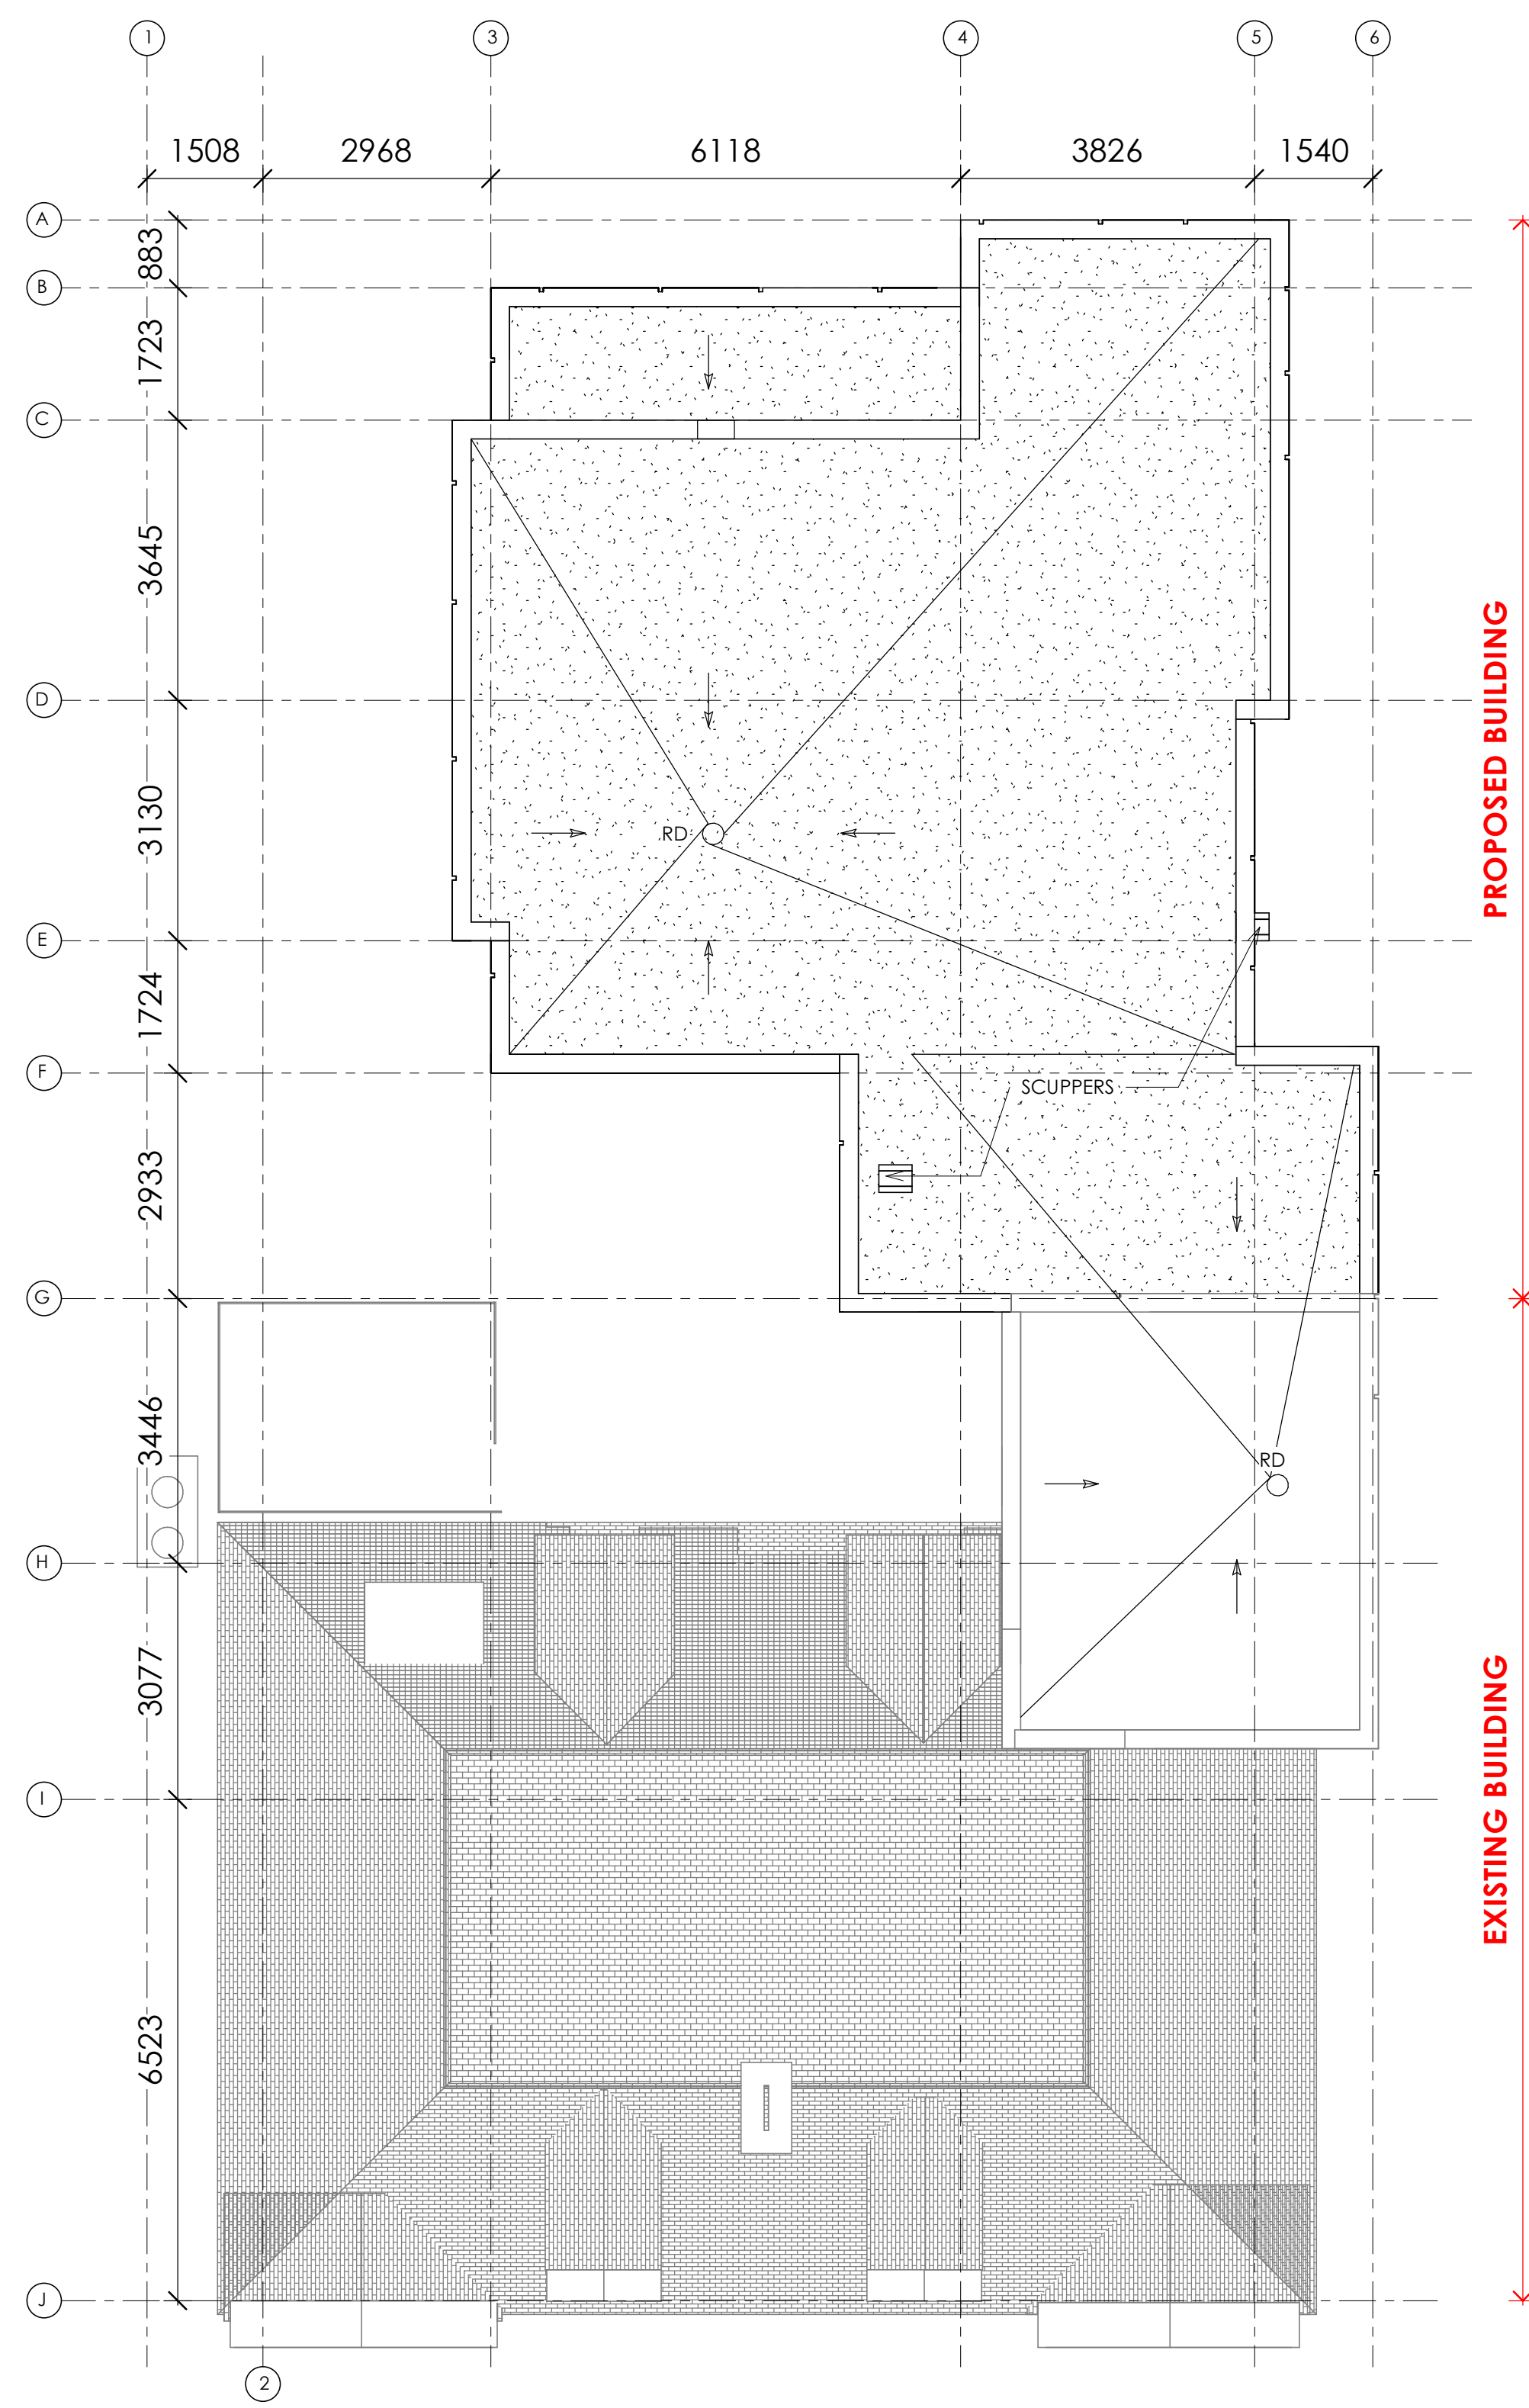 1
3
4
5
6
1508
2968
6118
3826
1540
A
883
B
1723
C
3645
D
PROPOSED BUILDING
3130
RD
E
1724
F
SCUPPERS
2933
G
3446
RD
H
3077
EXISTING BUILDING
I
6523
J
2